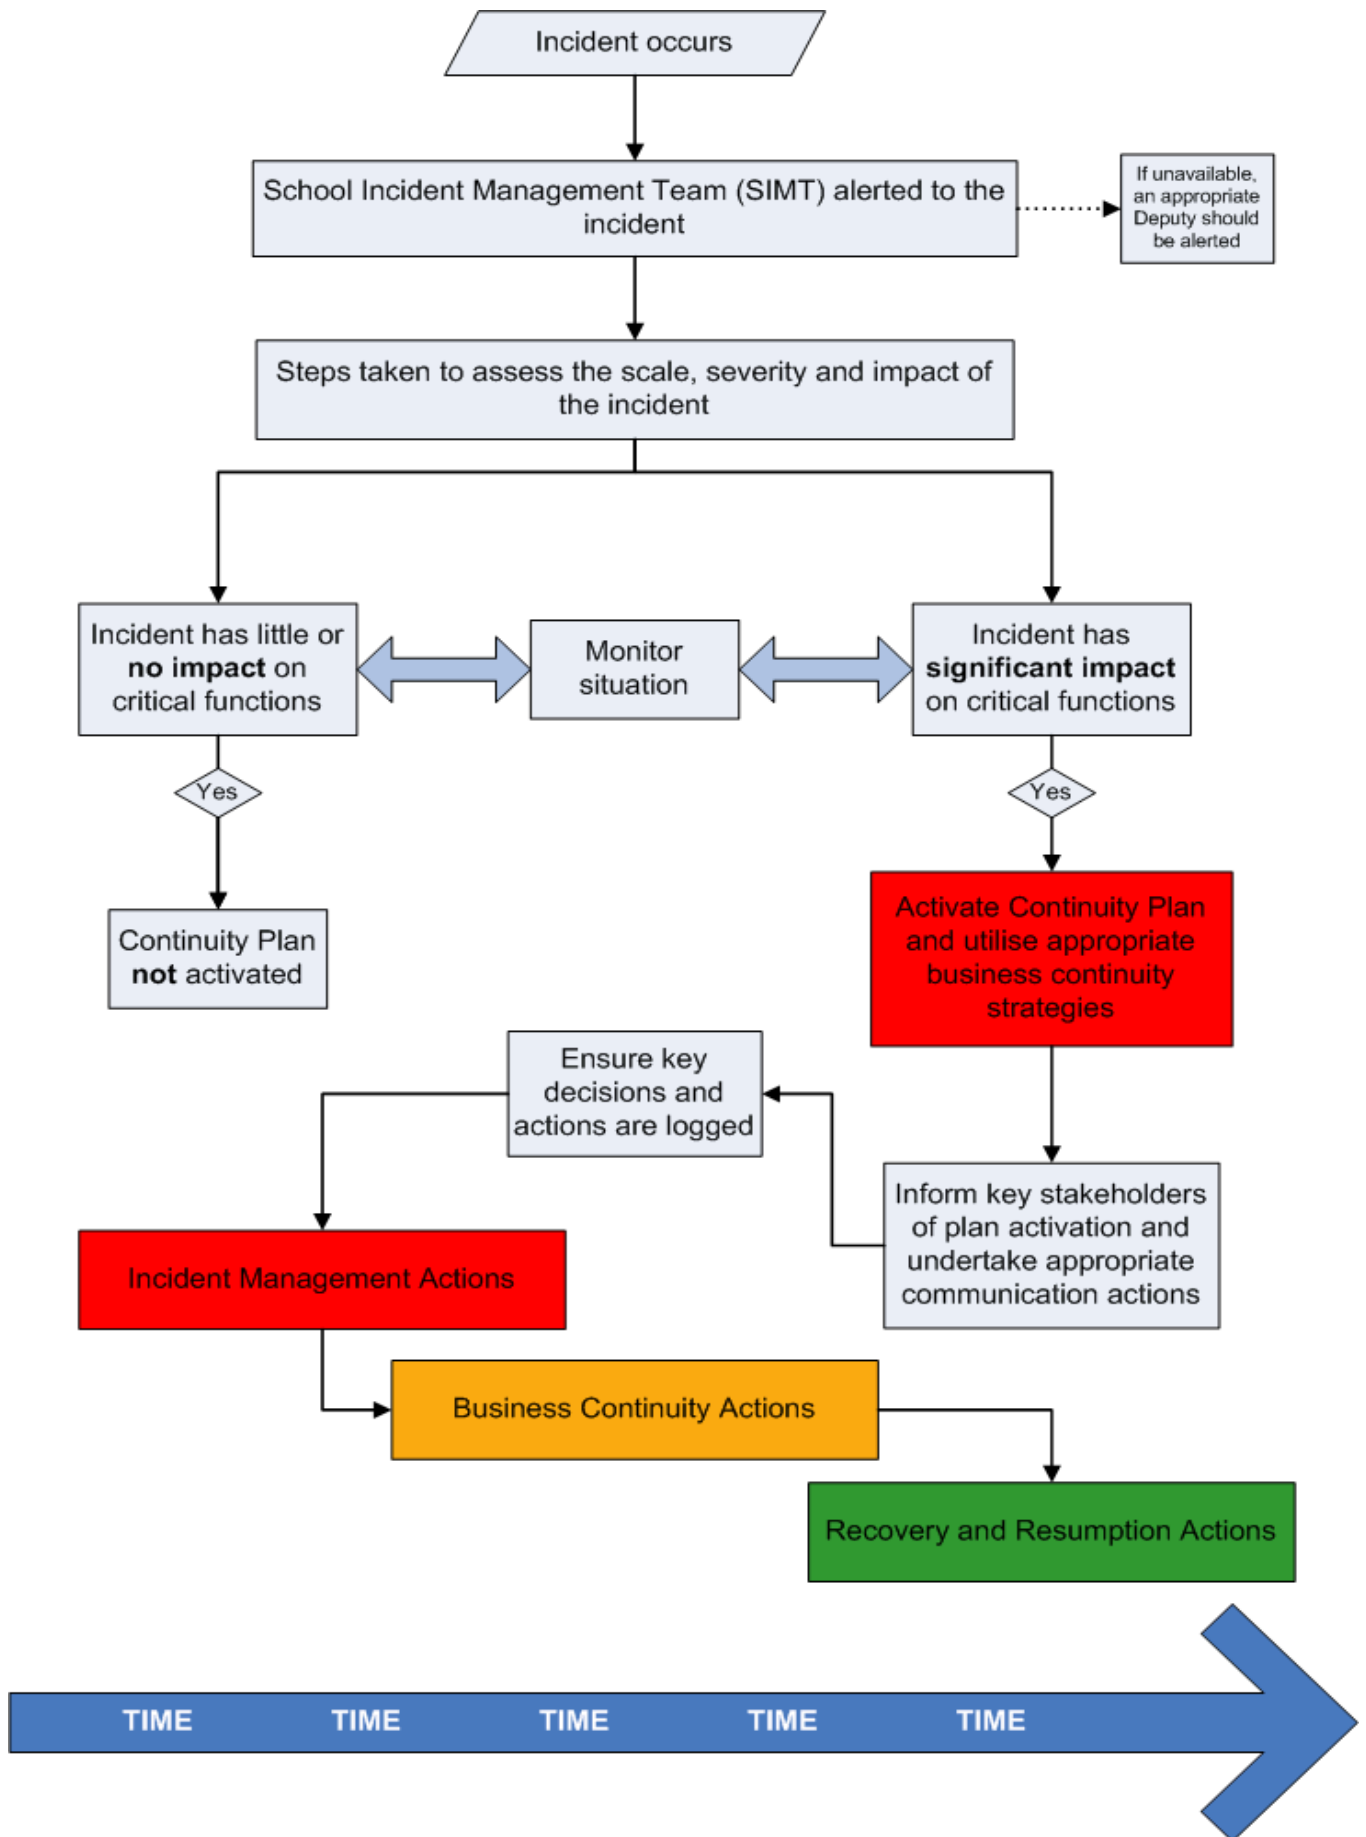 Incident occurs
School Incident Management Team (SIMT) alerted to the
incident
If unavailable,
an appropriate
Deputy should
be alerted
Steps taken to assess the scale, severity and impact of
the incident
Incident has little or
no impact on
critical functions
Monitor
situation
Incident has
significant impact
on critical functions
Yes
Yes
Continuity Plan
not activated
Activate Continuity Plan
and utilise appropriate
business continuity
strategies
Ensure key
decisions and
actions are logged
Inform key stakeholders
of plan activation and
undertake appropriate
communication actions
Incident Management Actions
Business Continuity Actions
Recovery and Resumption Actions
TIME TIME TIME TIME TIME